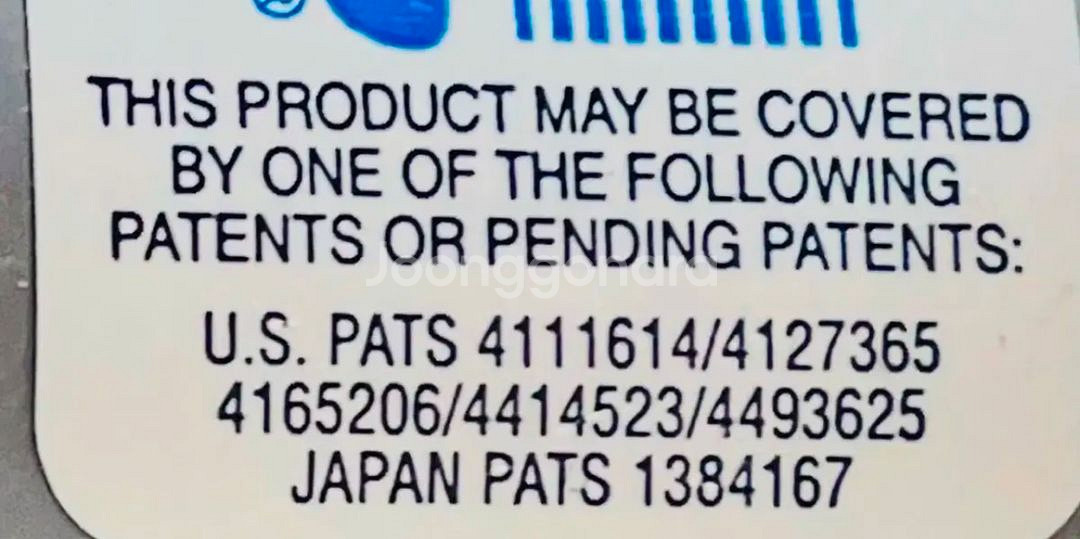 THIS PRODUCT MAY BE COVERED
BY ONE OF THE FOLLOWING
PATENTS OR PENDING PATENTS:
Joonggonara
U.S. PATS 4111614/4127365
4165206/4414523/4493625
JAPAN PATS 1384167